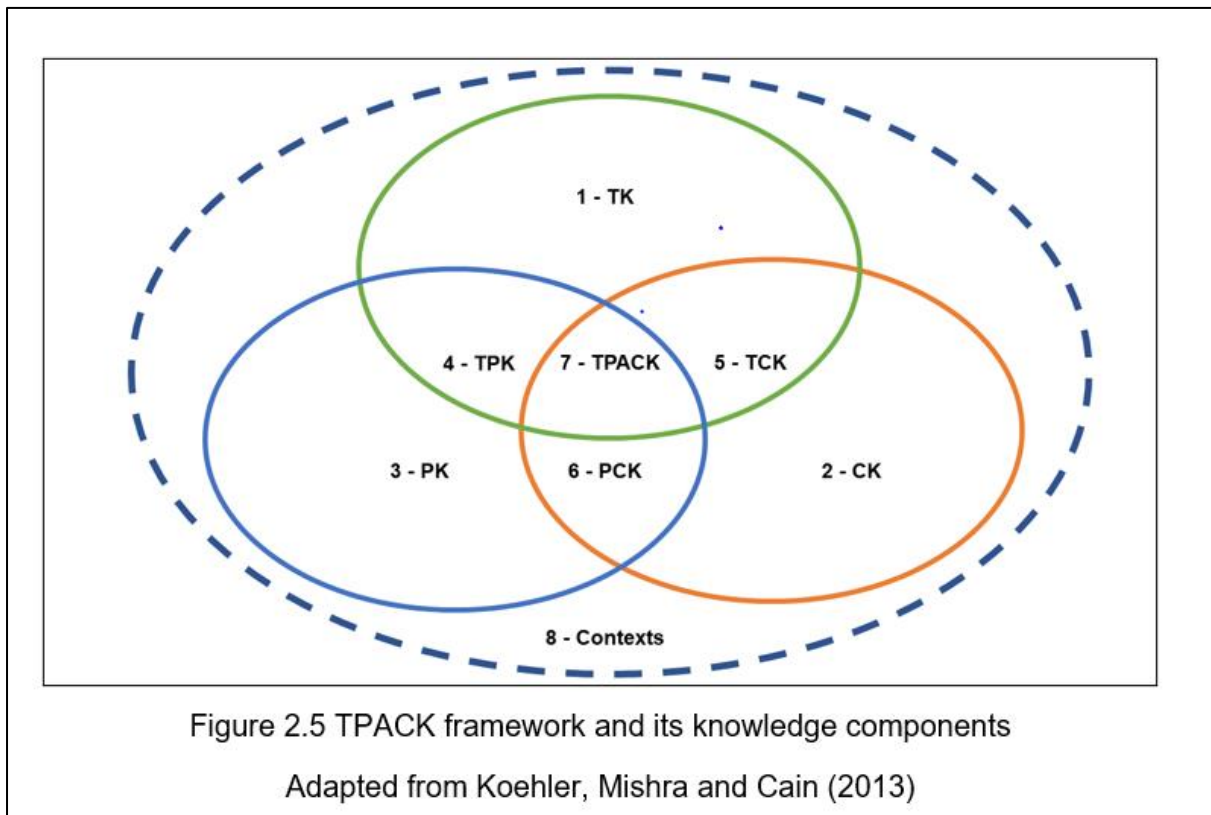 1 - TK
4 - TPK
7 - TPACK
5 - TCK
3 - PK
6 - PCK
2 - CK
8 - Contexts
Figure 2.5 TPACK framework and its knowledge components
Adapted from Koehler, Mishra and Cain (2013)